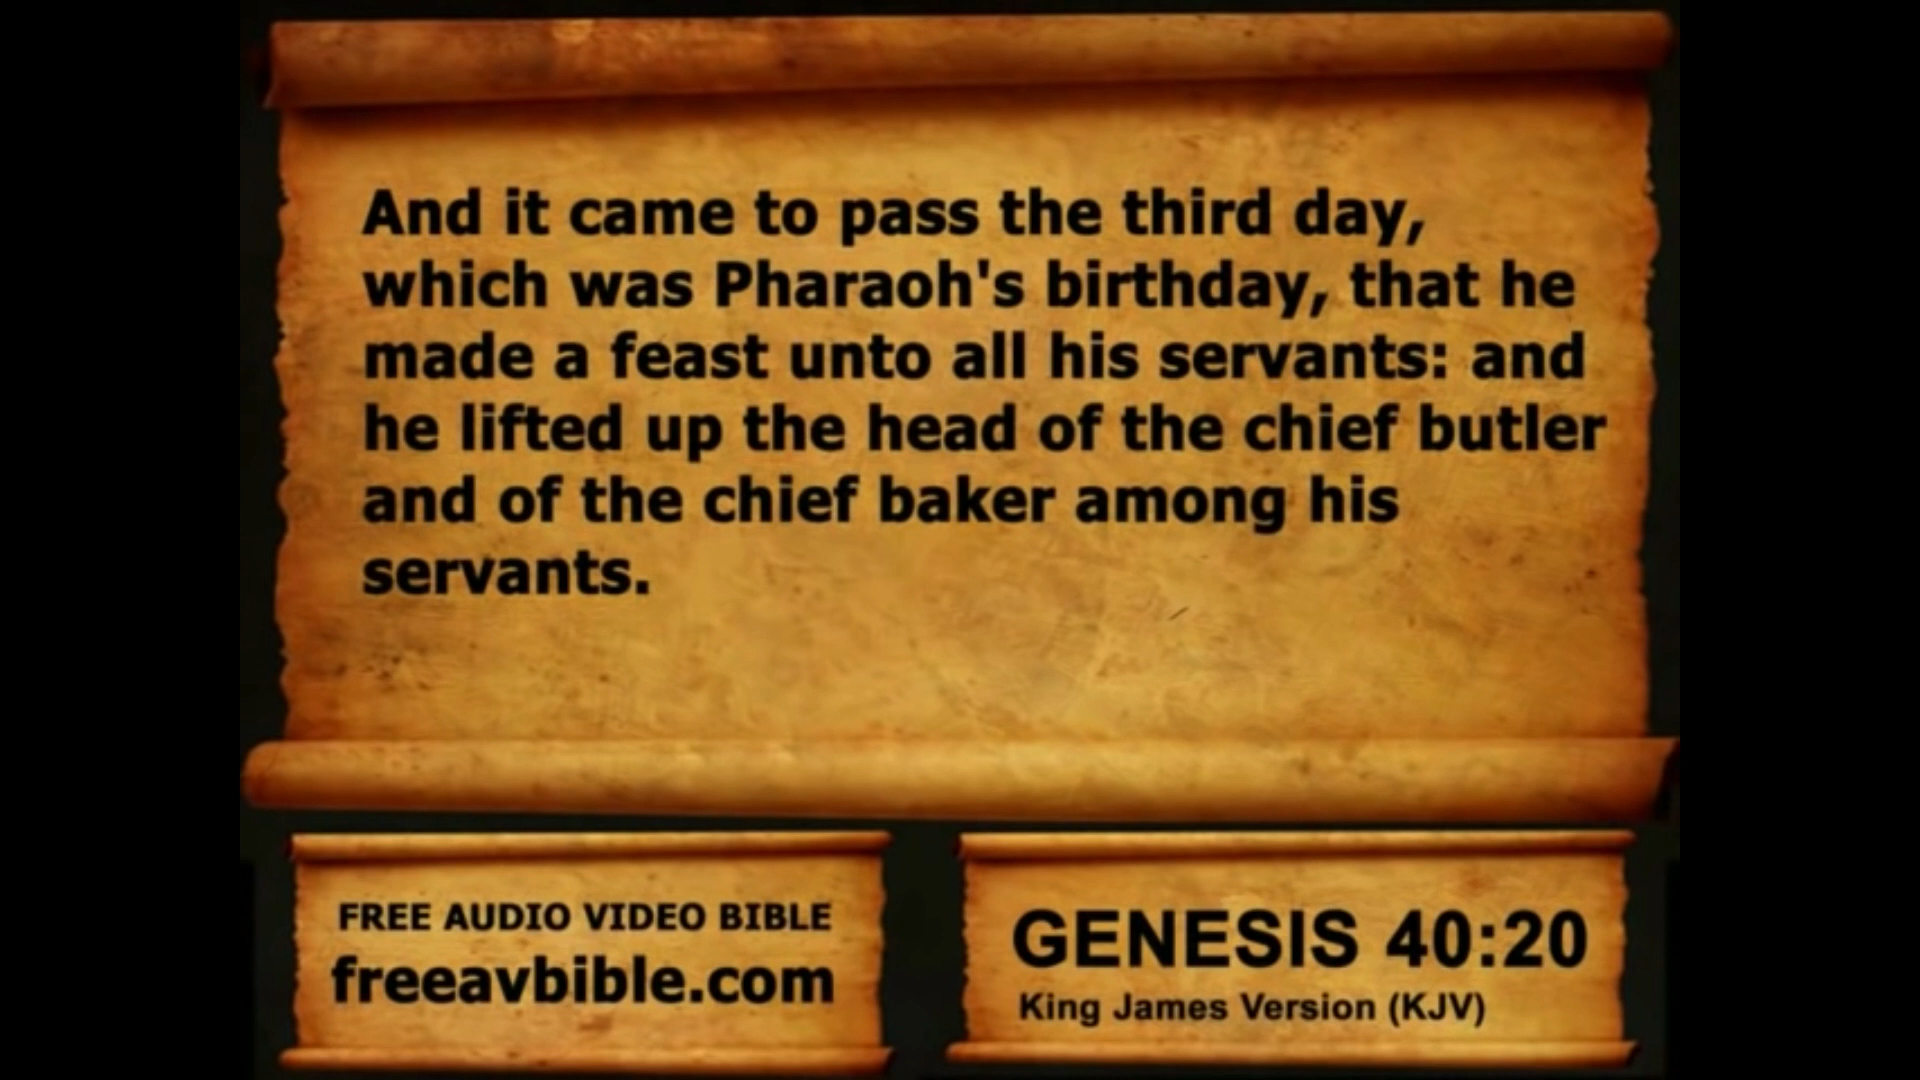 And it came to pass the third day,
which was Pharaoh's birthday, that he
made a feast unto all his servants: and
he lifted up the head of the chief butler
and of the chief baker among his
servants.
FREE AUDIO VIDEO BIBLE
freeavbible.com
GENESIS 40:20
King James Version (KJV)